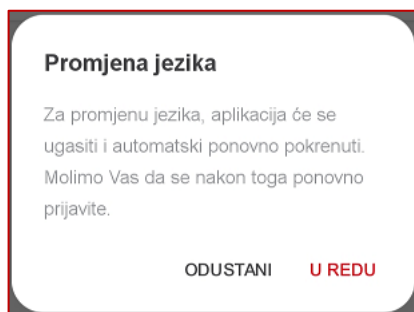 Promjena jezika
Za promjenu jezika, aplikacija će se
ugasiti i automatski ponovno pokrenuti.
Molimo Vas da se nakon toga ponovno
prijavite.
ODUSTANI U REDU